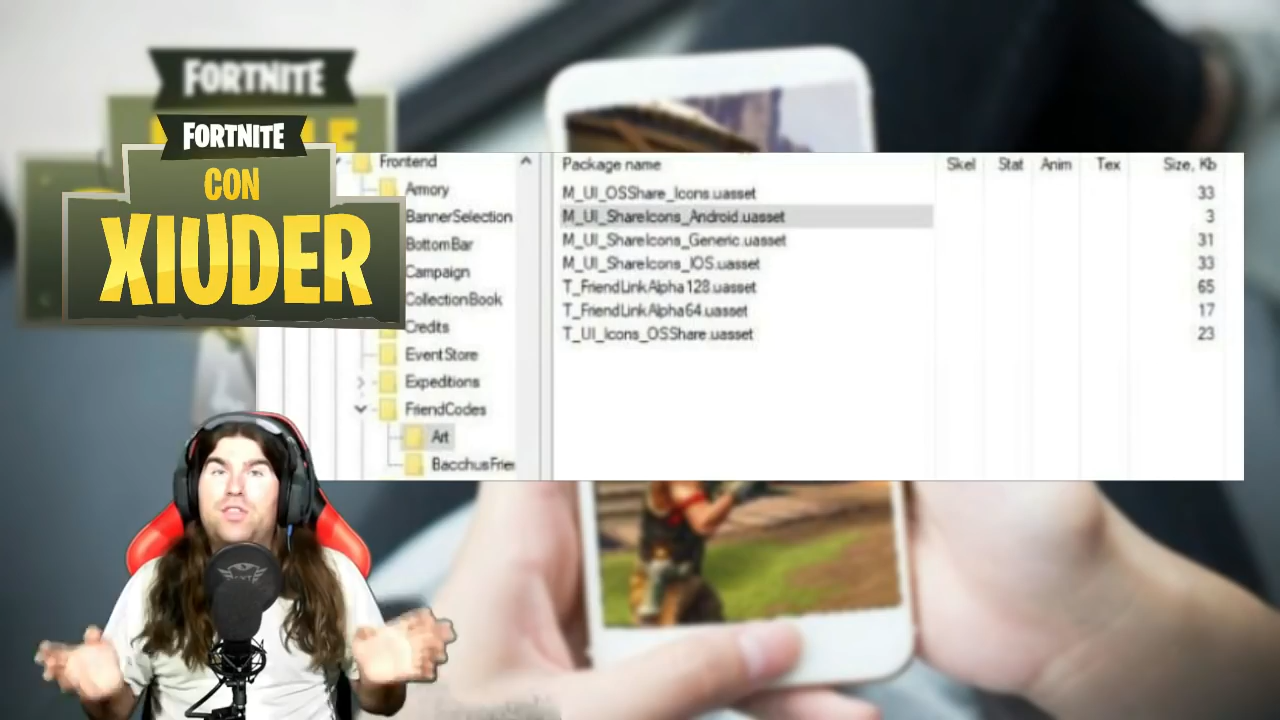 FORTNITE
FORTNITE
CON
XIUDER
Frontend
Armory
BannerSelection
BottomBar
Campaign
CollectionBook
Credits
EventStore
Expeditions
FriendCodes
Art
BacchusFrie
Package name Skel Stat Anim Tex Size, Kb
M_UI_OSShare_Icons.uasset 33
M_UI_ShareIcons_Android.uasset 3
M_UI_ShareIcons_Generic.uasset 31
M_UI_ShareIcons_IOS.uasset 33
T_FriendLinkAlpha128.uasset 65
T_FriendLinkAlpha64.uasset 17
T_UI_Icons_OSShare.uasset 23